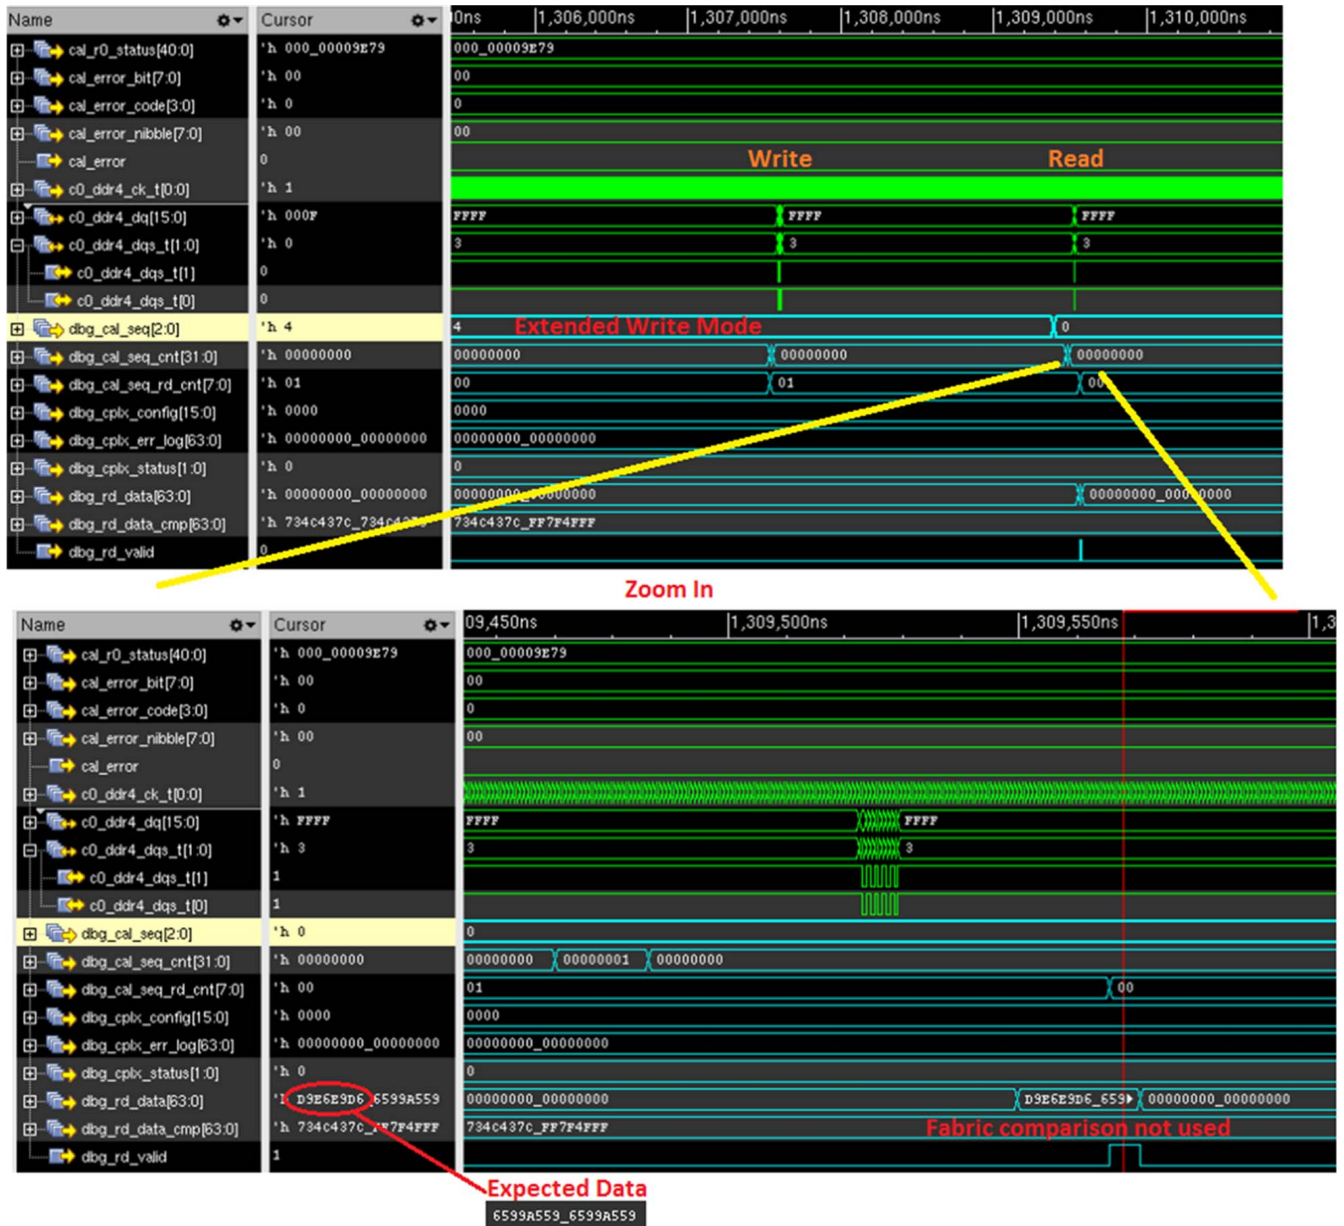 Name Cursor 0ns 1,306,000ns 1,307,000ns 1,308,000ns 1,309,000ns 1,310,000ns
cal_r0_status[40:0] 'h 000_00009E79 000_00009E79
cal_error_bit[7:0] 'h 00 00
cal_error_code[3:0] 'h 0 0
cal_error_nibble[7:0] 'h 00 00
cal_error 0 Write Read
c0_ddr4_ck_t[0:0] 'h 1
c0_ddr4_dq[15:0] 'h 000F FFFF FFFF FFFF
c0_ddr4_dqs_t[1:0] 'h 0 3 3 3
c0_ddr4_dqs_t[1] 0
c0_ddr4_dqs_t[0] 0
dbg_cal_seq[2:0] 'h 4 4 Extended Write Mode 0
dbg_cal_seq_cnt[31:0] 'h 00000000 00000000 00000000 00000000
dbg_cal_seq_rd_cnt[7:0] 'h 01 00 01 00
dbg_cplx_config[15:0] 'h 0000 0000
dbg_cplx_err_log[63:0] 'h 00000000_00000000 00000000_00000000
dbg_cplx_status[1:0] 'h 0 0
dbg_rd_data[63:0] 'h 00000000_00000000 00000000_00000000 00000000_00000000
dbg_rd_data_cmp[63:0] 'h 734c437c_734c437c 734c437c_FF7F4FFF
dbg_rd_valid 0
Zoom In
Name Cursor 09,450ns 1,309,500ns 1,309,550ns 1,3
cal_r0_status[40:0] 'h 000_00009E79 000_00009E79
cal_error_bit[7:0] 'h 00 00
cal_error_code[3:0] 'h 0 0
cal_error_nibble[7:0] 'h 00 00
cal_error 0
c0_ddr4_ck_t[0:0] 'h 1
c0_ddr4_dq[15:0] 'h FFFF FFFF FFFF
c0_ddr4_dqs_t[1:0] 'h 3 3 3
c0_ddr4_dqs_t[1] 1
c0_ddr4_dqs_t[0] 1
dbg_cal_seq[2:0] 'h 0 0
dbg_cal_seq_cnt[31:0] 'h 00000000 00000000 00000001 00000000
dbg_cal_seq_rd_cnt[7:0] 'h 00 01 00
dbg_cplx_config[15:0] 'h 0000 0000
dbg_cplx_err_log[63:0] 'h 00000000_00000000 00000000_00000000
dbg_cplx_status[1:0] 'h 0 0
dbg_rd_data[63:0] 'h D9E6E9D6_6599A559 00000000_00000000 D9E6E9D6_659 00000000_00000000
dbg_rd_data_cmp[63:0] 'h 734c437c_FF7F4FFF 734c437c_FF7F4FFF Fabric comparison not used
dbg_rd_valid 1
Expected Data
6599A559_6599A559